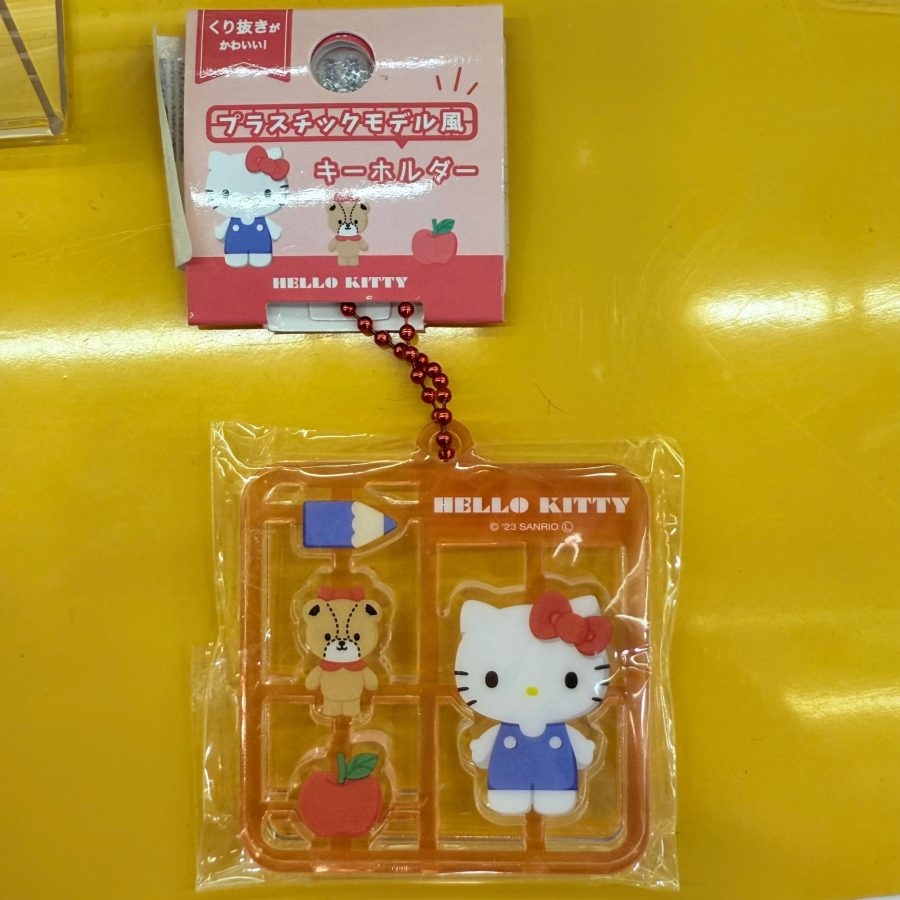 くり抜きが
かわいい!
プラスチックモデル風
キーホルダー
HELLO KITTY
HELLO KITTY
© '23 SANRIO Ⓛ